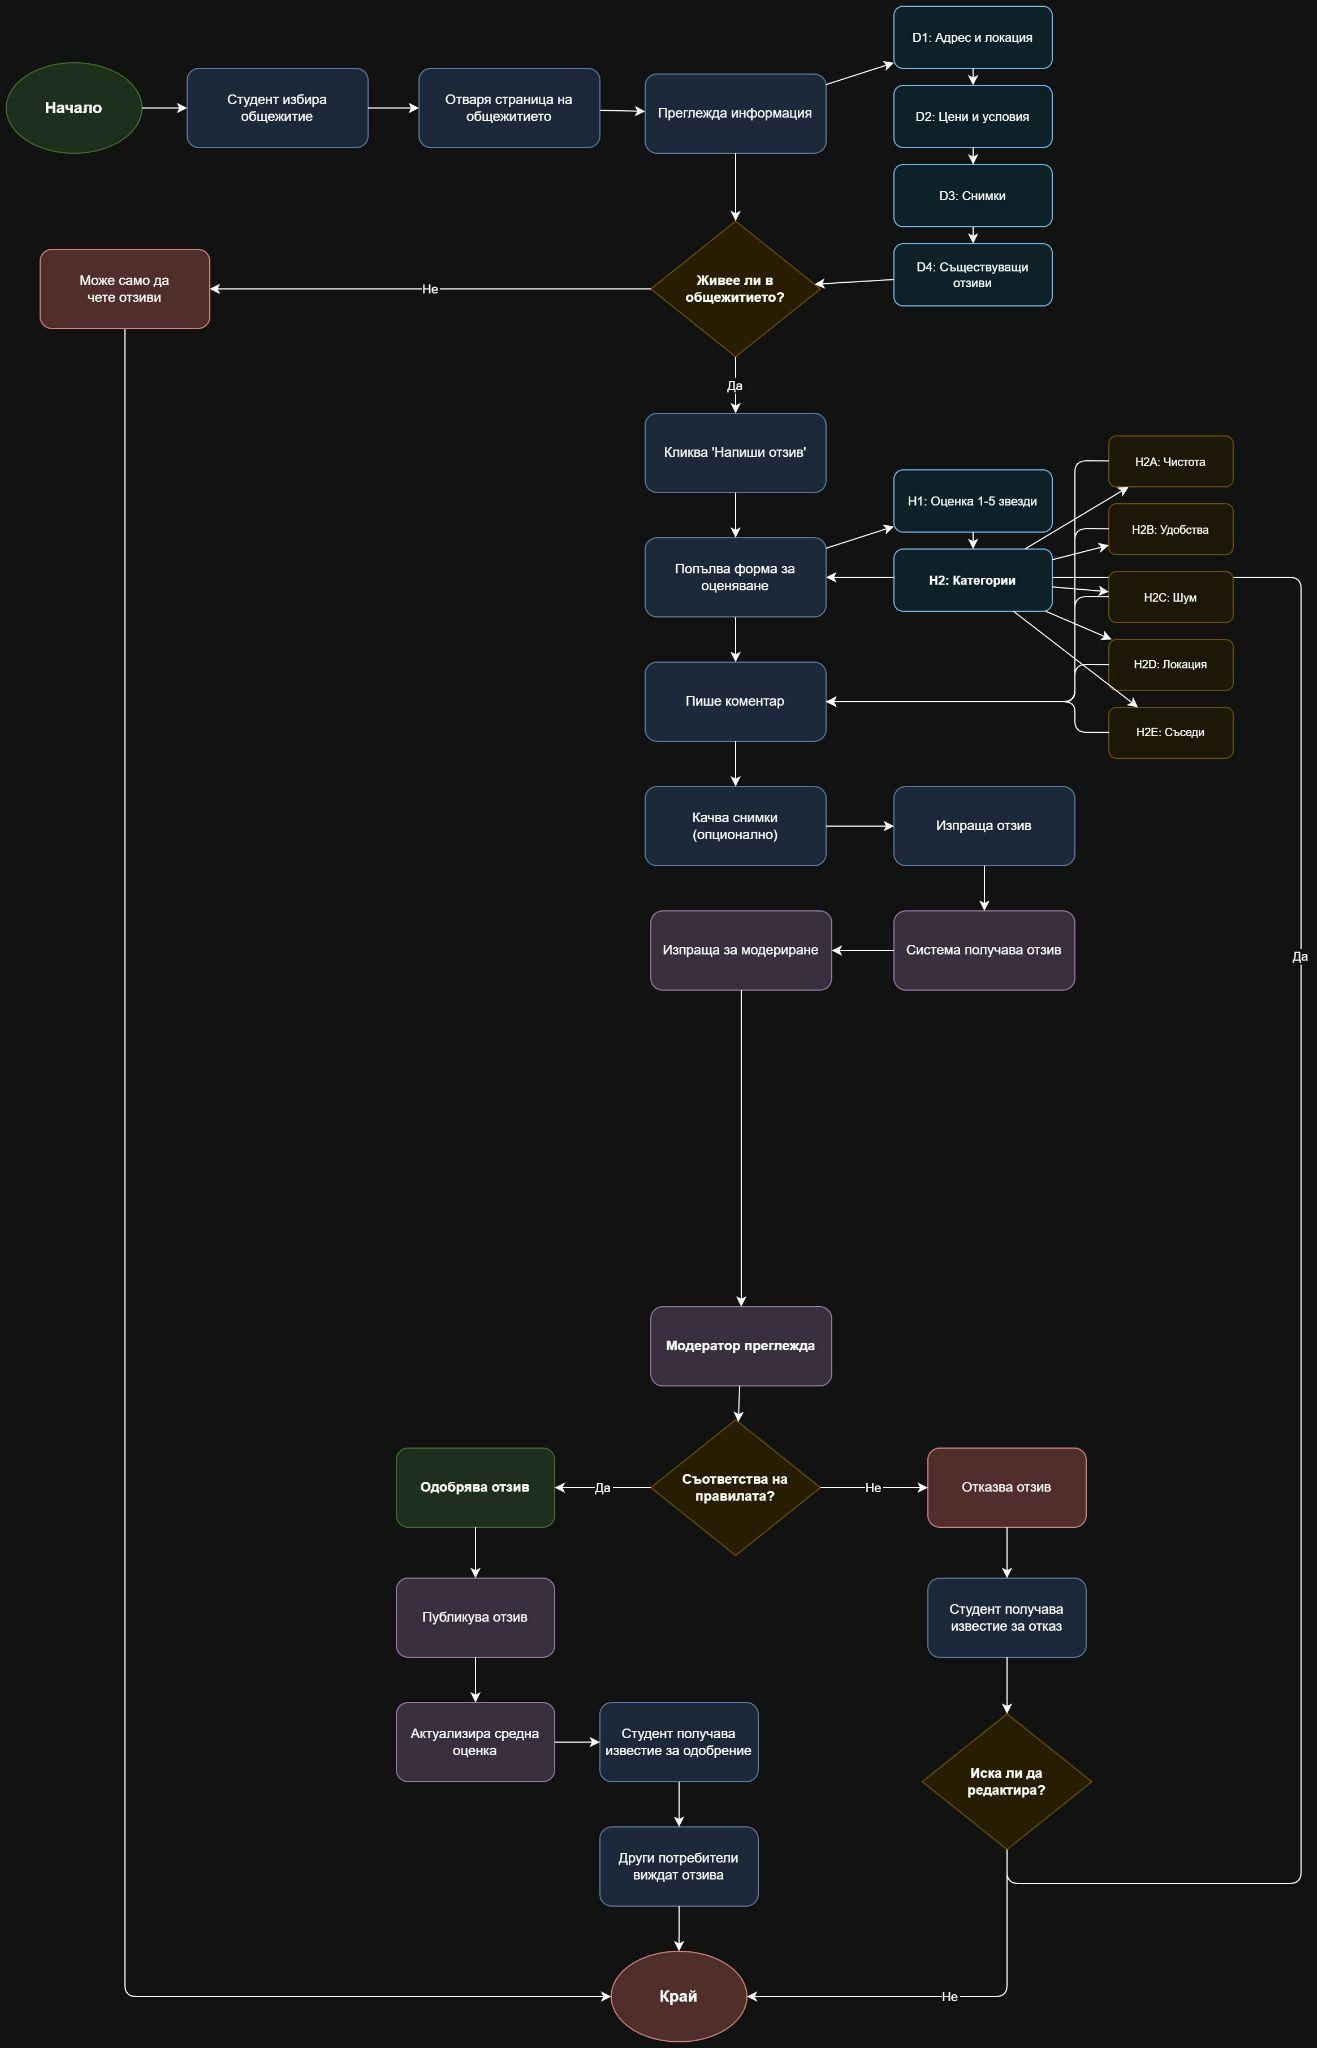 Начало
Студент избира
общежитие
Отваря страница на
общежитието
Преглежда информация
D1: Адрес и локация
D2: Цени и условия
D3: Снимки
D4: Съществуващи
отзиви
Живее ли в
общежитието?
Не
Може само да
чете отзиви
Да
Кликва 'Напиши отзив'
Попълва форма за
оценяване
H1: Оценка 1-5 звезди
H2: Категории
H2A: Чистота
H2B: Удобства
H2C: Шум
H2D: Локация
H2E: Съседи
Пише коментар
Качва снимки
(опционално)
Изпраща отзив
Система получава отзив
Изпраща за модериране
Да
Модератор преглежда
Съответства на
правилата?
Да
Не
Одобрява отзив
Отказва отзив
Публикува отзив
Студент получава
известие за отказ
Актуализира средна
оценка
Студент получава
известие за одобрение
Иска ли да
редактира?
Други потребители
виждат отзива
Край
Не